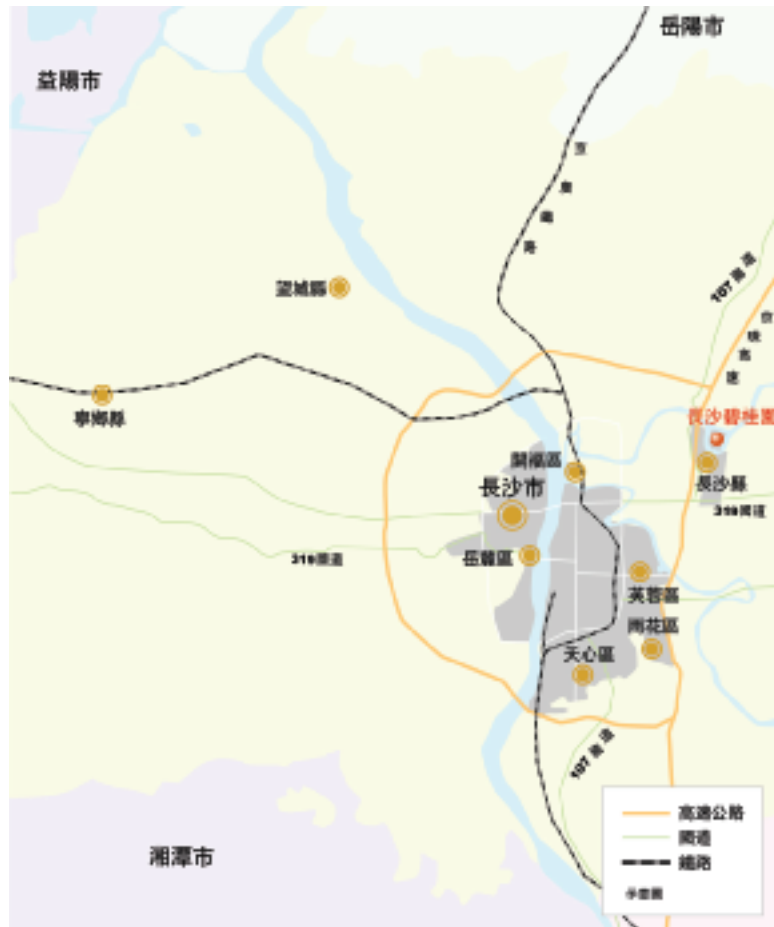 岳陽市
益陽市
京廣鐵路
望城縣
107國道
寧鄉縣
長沙碧桂園
開福區
長沙市
長沙縣
319國道
岳麓區
319國道
芙蓉區
雨花區
天心區
107國道
湘潭市
高速公路
國道
鐵路
示意圖